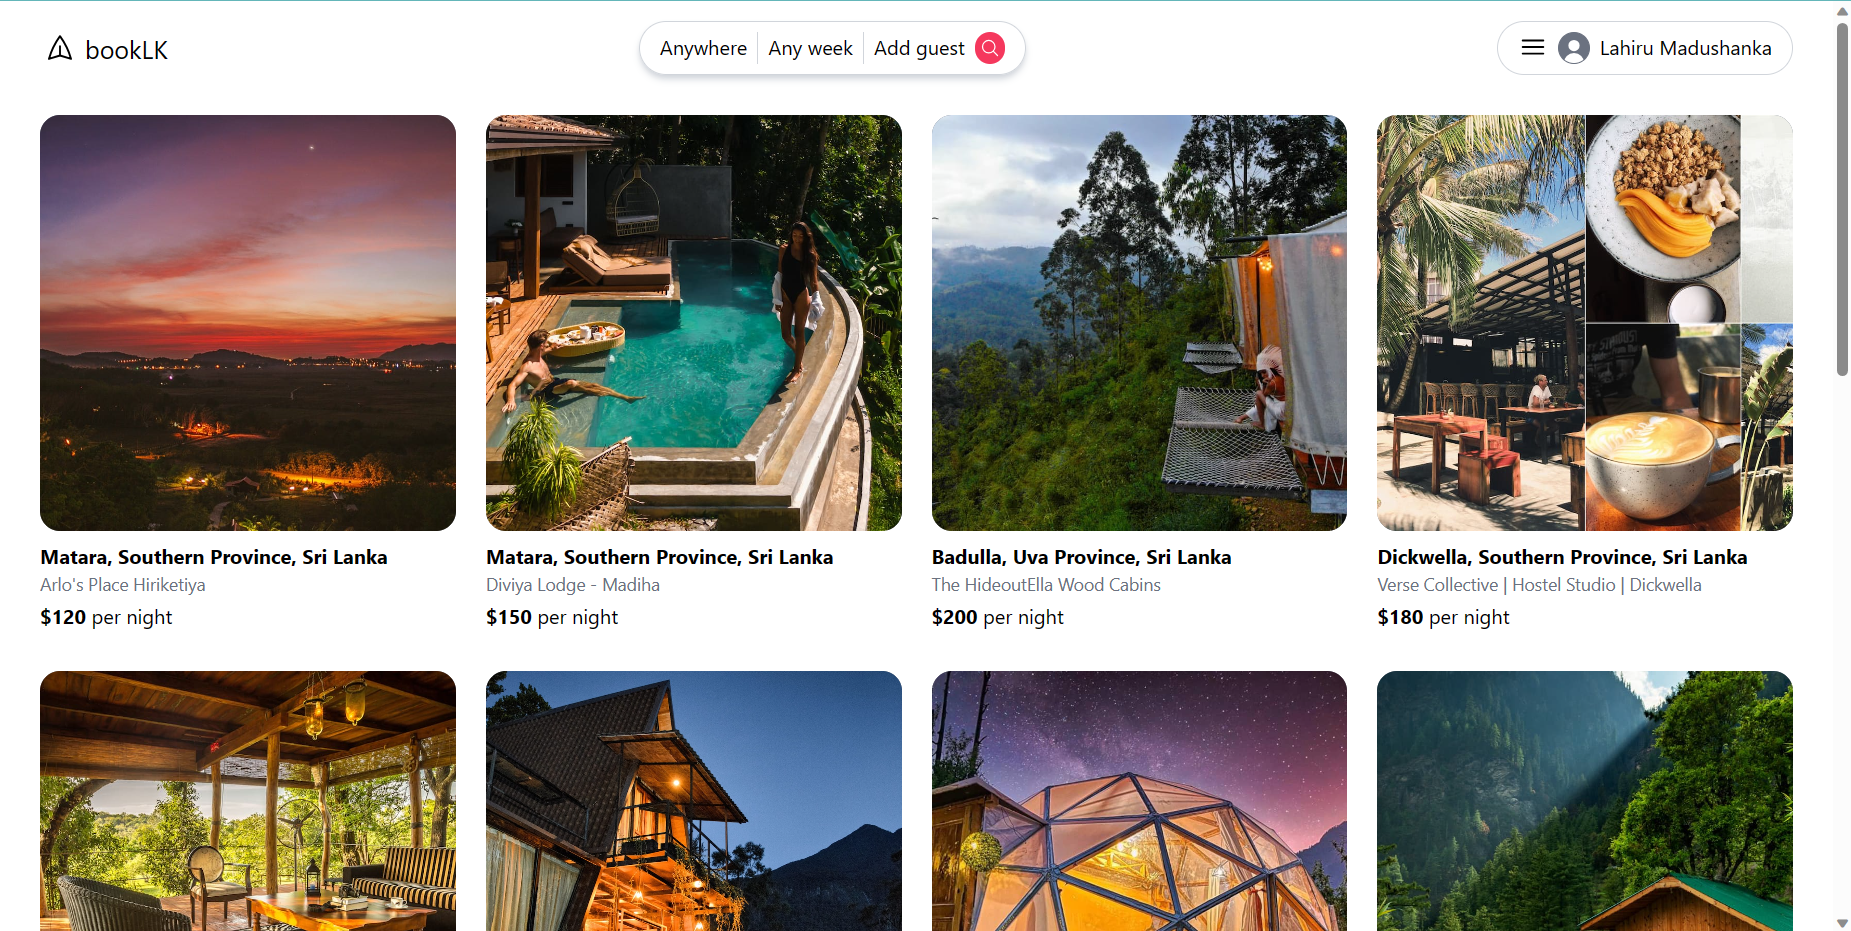 bookLK
Anywhere
Any week
Add guest
Lahiru Madushanka
Matara, Southern Province, Sri Lanka
Arlo's Place Hiriketiya
$120 per night
Matara, Southern Province, Sri Lanka
Diviya Lodge - Madiha
$150 per night
Badulla, Uva Province, Sri Lanka
The HideoutElla Wood Cabins
$200 per night
Dickwella, Southern Province, Sri Lanka
Verse Collective | Hostel Studio | Dickwella
$180 per night